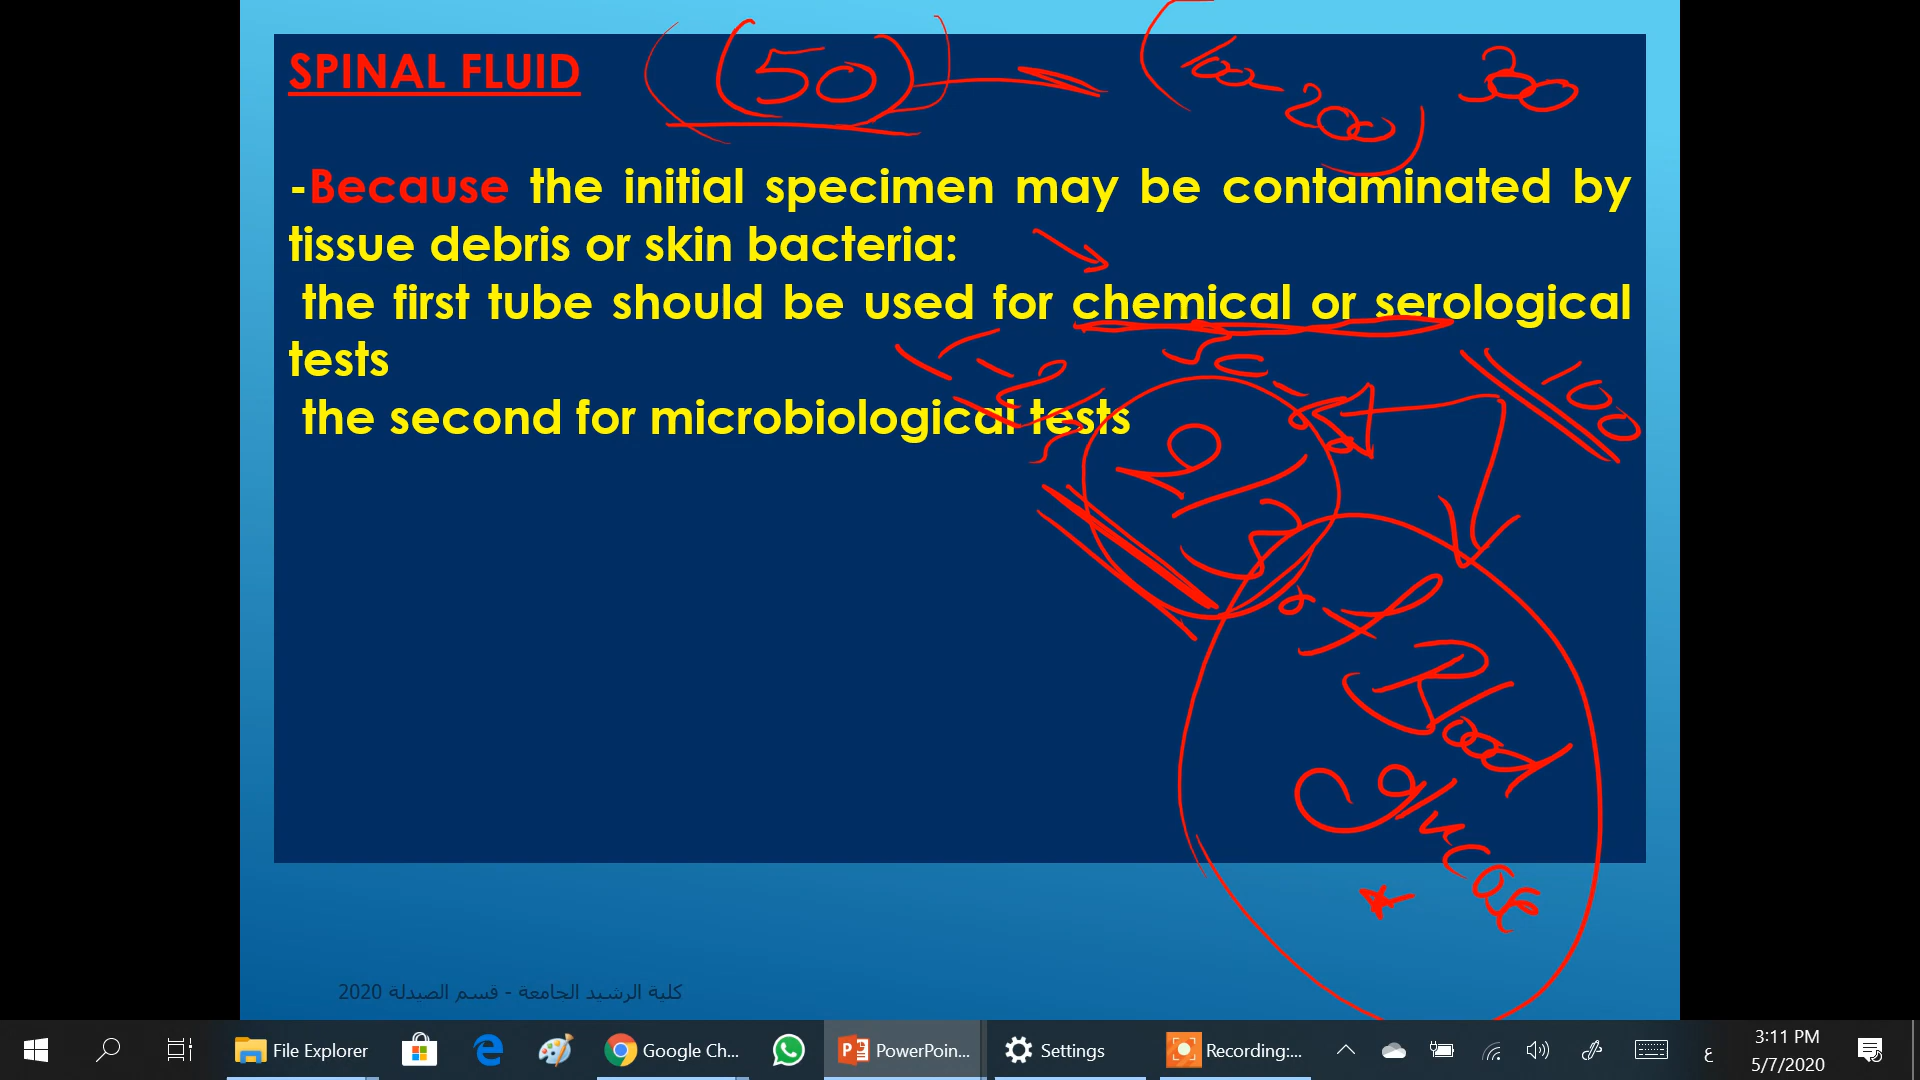 SPINAL FLUID
(50)
(100-200)
300
-Because the initial specimen may be contaminated by
tissue debris or skin bacteria:
the first tube should be used for chemical or serological
tests
the second for microbiological tests
100
2/3
of Blood
glucose
كلية الرشيد الجامعة - قسم الصيدلة 2020
File Explorer
Google Ch...
PowerPoin...
Settings
Recording:...
ع
3:11 PM
5/7/2020